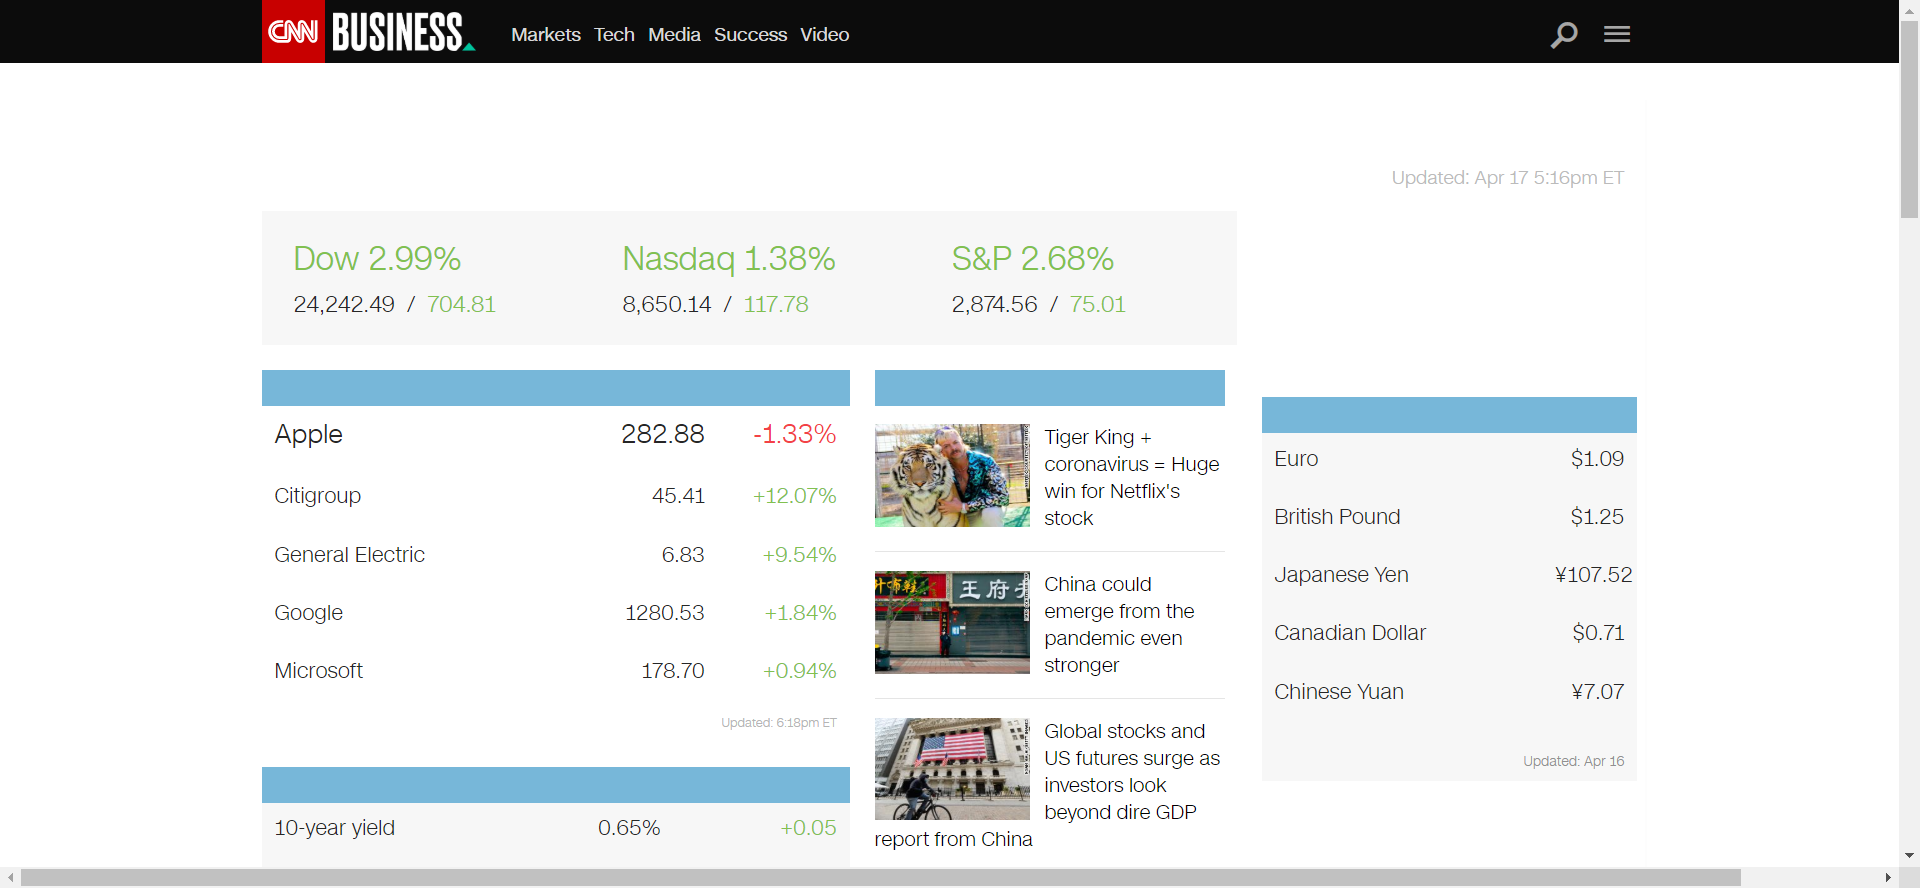 CNN BUSINESS
Markets Tech Media Success Video
Updated: Apr 17 5:16pm ET
Dow 2.99%
24,242.49 / 704.81
Nasdaq 1.38%
8,650.14 / 117.78
S&P 2.68%
2,874.56 / 75.01
Apple 282.88 -1.33%
Citigroup 45.41 +12.07%
General Electric 6.83 +9.54%
Google 1280.53 +1.84%
Microsoft 178.70 +0.94%
Updated: 6:18pm ET
10-year yield 0.65% +0.05
Tiger King +
coronavirus = Huge
win for Netflix's
stock
王府
China could
emerge from the
pandemic even
stronger
Global stocks and
US futures surge as
investors look
beyond dire GDP
report from China
Euro $1.09
British Pound $1.25
Japanese Yen ¥107.52
Canadian Dollar $0.71
Chinese Yuan ¥7.07
Updated: Apr 16